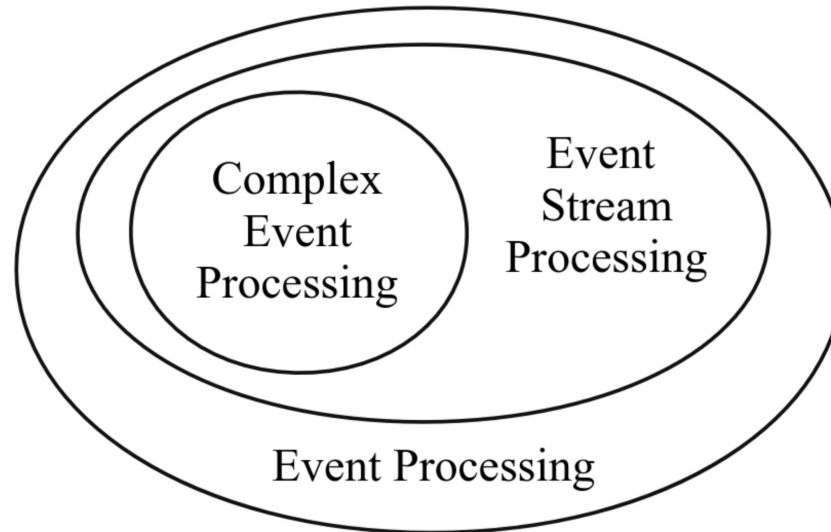 Complex
Event
Processing
Event
Stream
Processing
Event Processing